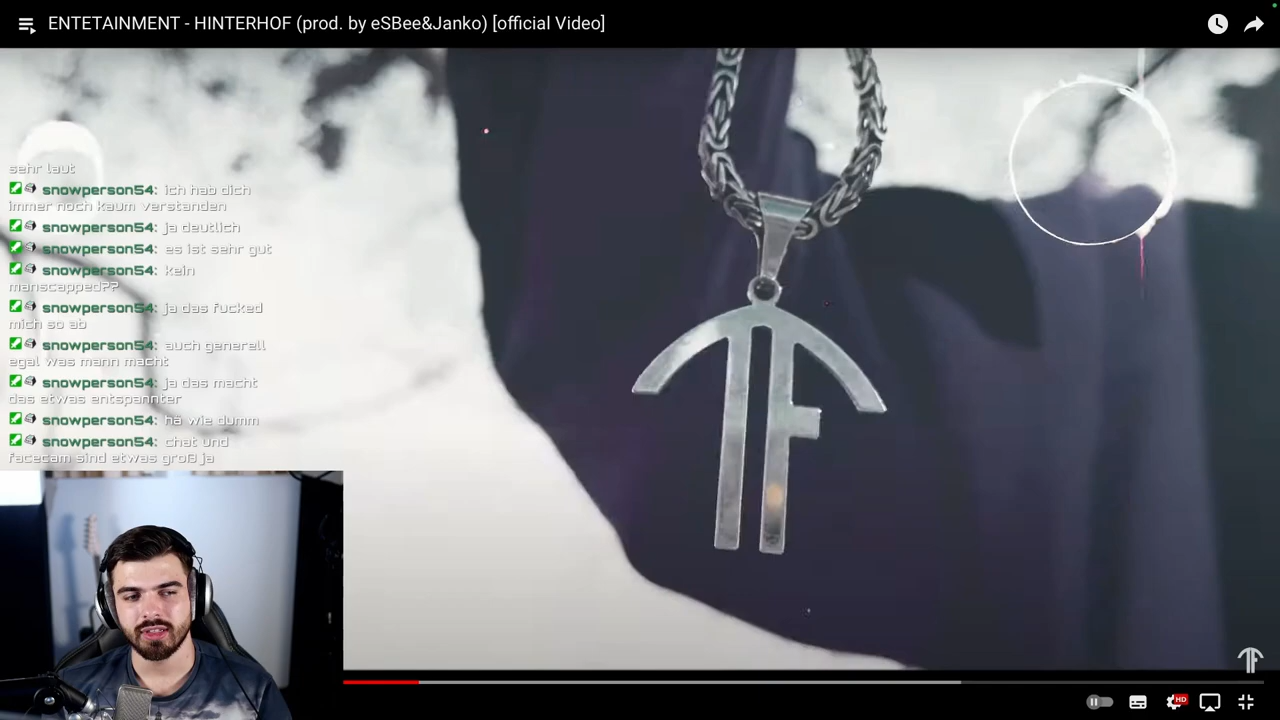 ENTETAINMENT - HINTERHOF (prod. by eSBee&Janko) [official Video]
sehr laut
snowperson54: ich hab dich
immer noch kaum verstanden
snowperson54: ja deutlich
snowperson54: es ist sehr gut
snowperson54: kein
manscapped??
snowperson54: ja das fucked
mich so ab
snowperson54: auch generell
egal was mann macht
snowperson54: ja das macht
das etwas entspannter
snowperson54: hä wie dumm
snowperson54: chat und
facecam sind etwas groß ja
HD